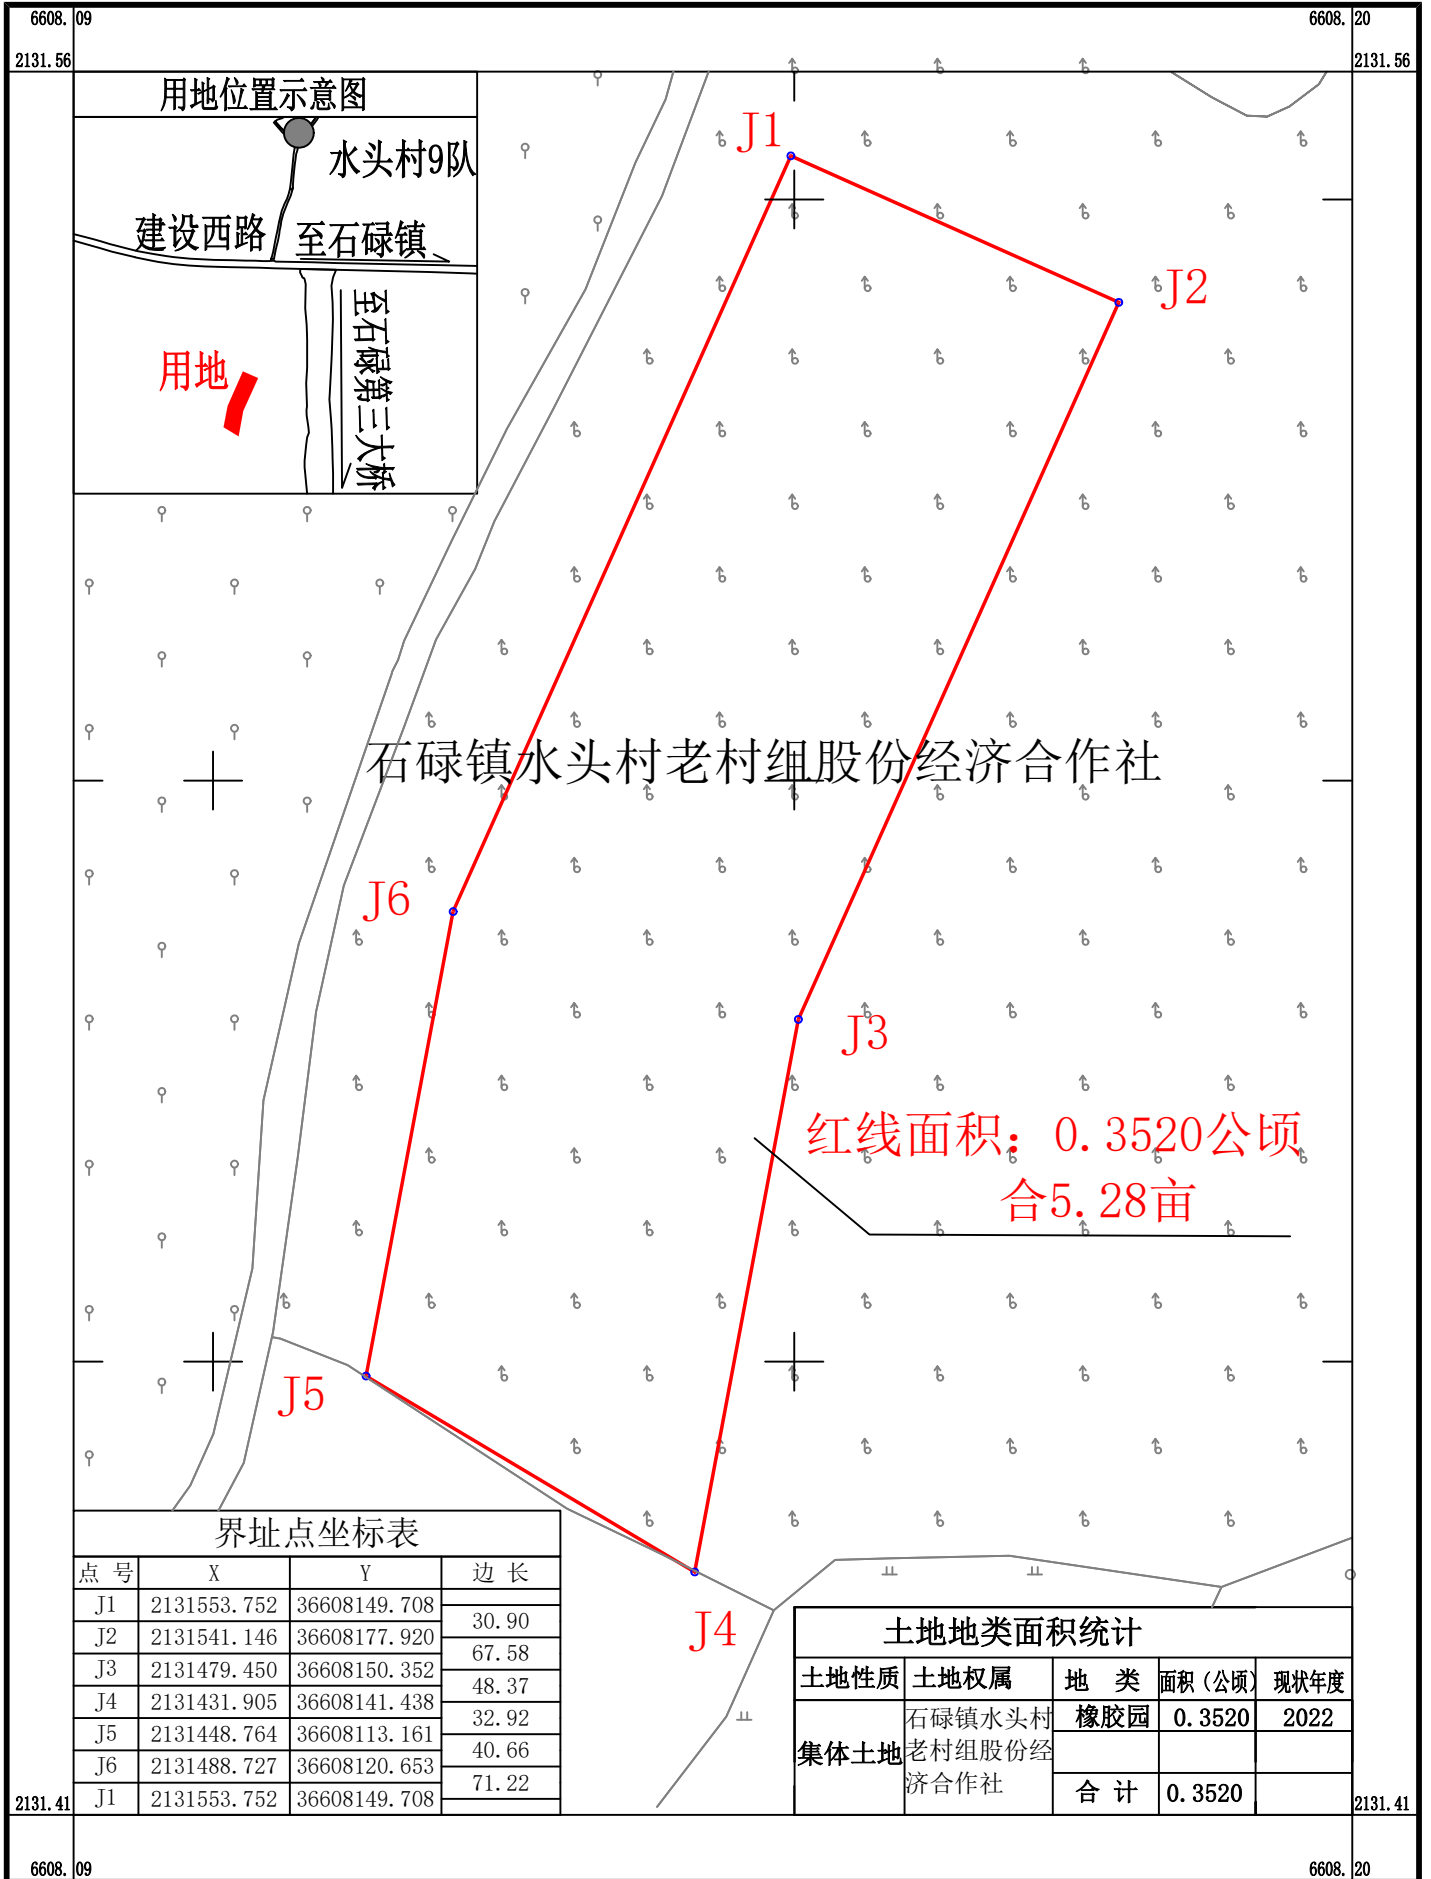 6608. 09
6608. 20
2131.56
2131.56
用地位置示意图
水头村9队
建设西路
至石碌镇
至石碌第三大桥
用地
J1
J2
石碌镇水头村老村组股份经济合作社
J6
J3
红线面积：0.3520公顷
合5.28亩
J5
J4
界址点坐标表
点 号 X Y 边 长
J1 2131553.752 36608149.708
30.90
J2 2131541.146 36608177.920
67.58
J3 2131479.450 36608150.352
48.37
J4 2131431.905 36608141.438
32.92
J5 2131448.764 36608113.161
40.66
J6 2131488.727 36608120.653
71.22
J1 2131553.752 36608149.708
土地地类面积统计
土地性质 土地权属 地 类 面积（公顷） 现状年度
集体土地
石碌镇水头村
老村组股份经
济合作社
橡胶园 0.3520 2022
合 计 0.3520
2131.41
2131.41
6608. 09
6608. 20